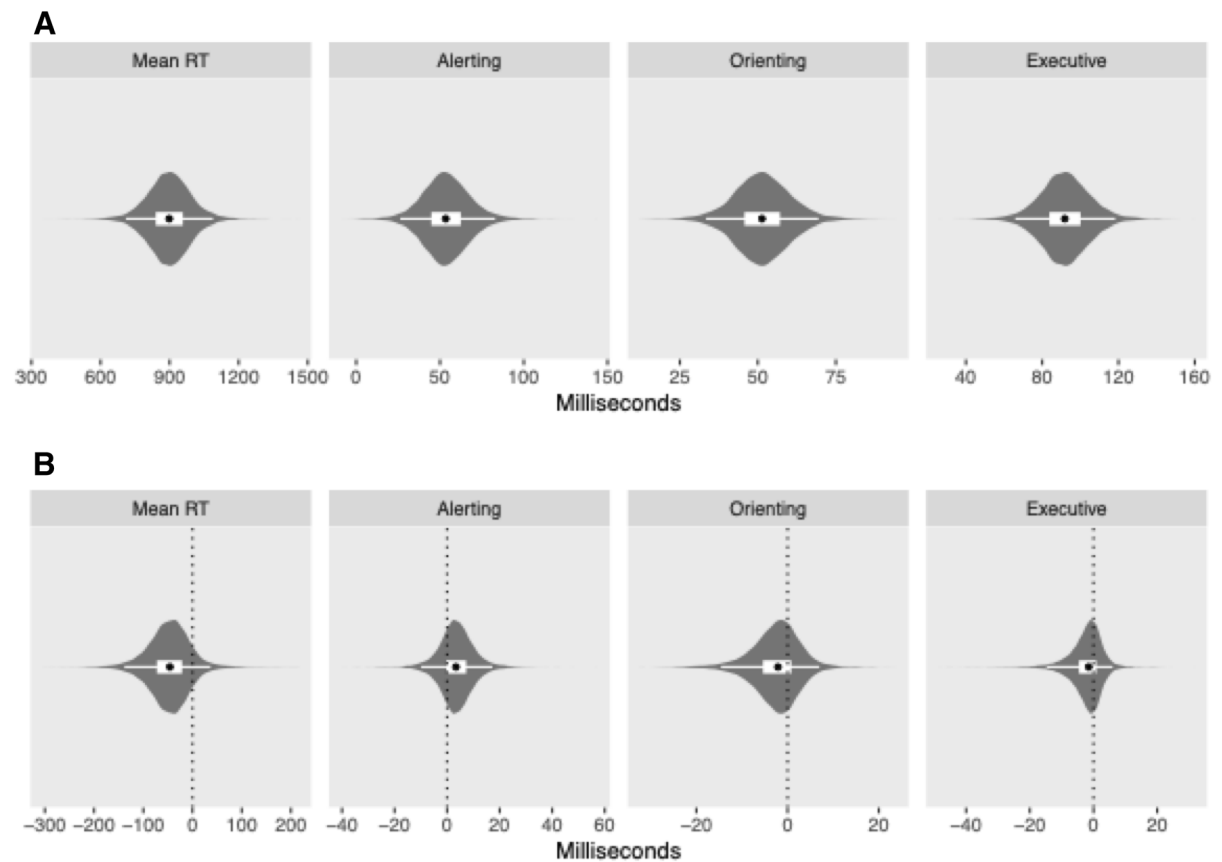 A
Mean RT Alerting Orienting Executive
300 600 900 1200 1500 0 50 100 150 25 50 75 40 80 120 160
Milliseconds
B
Mean RT Alerting Orienting Executive
−300 −200 −100 0 100 200 −40 −20 0 20 40 60 −20 0 20 −40 −20 0 20
Milliseconds